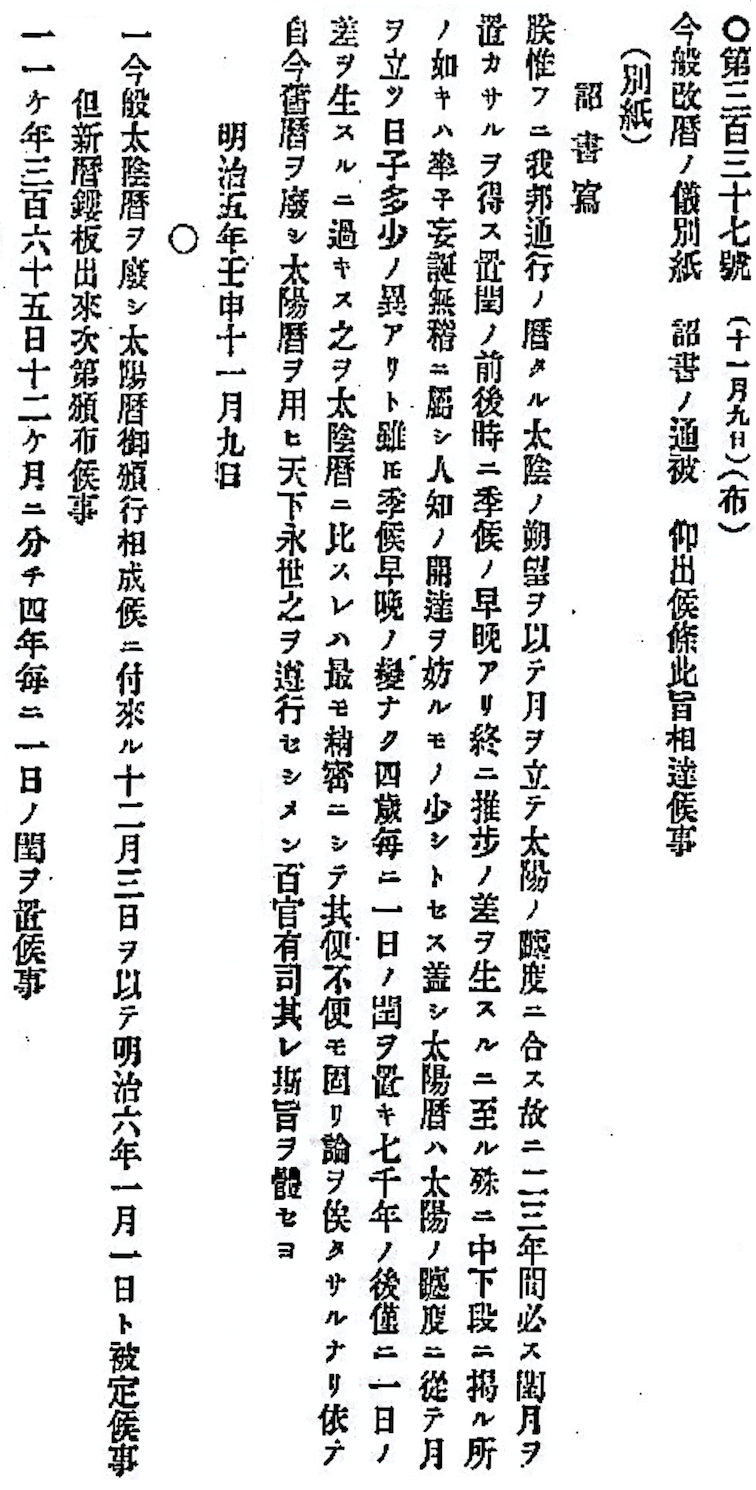 〇第三百三十七號 (十一月九日)(布)
今般改曆ノ儀別紙 詔書ノ通被 仰出候條此旨相達候事
(別紙)
詔書寫
朕惟フニ我邦通行ノ曆タル太陰ノ朔望ヲ以テ月ヲ立テ太陽ノ躔度ニ合ス故ニ二三年間必ス閏月ヲ
置カサルヲ得ス置閏ノ前後時ニ季候ノ早晚アリ終ニ推步ノ差ヲ生スルニ至ル殊ニ中下段ニ揭ル所
ノ如キハ率子妄誕無稽ニ屬シ人知ノ開達ヲ妨ルモノ少シトセス蓋シ太陽曆ハ太陽ノ躔度ニ從テ月
ヲ立ツ日子多少ノ異アリト雖モ季候早晚ノ變ナク四歲每ニ一日ノ閏ヲ置キ七千年ノ後僅ニ一日ノ
差ヲ生スルニ過キス之ヲ太陰曆ニ比スレハ最モ精密ニシテ其便不便モ固リ論ヲ俟タサルナリ依テ
自今舊曆ヲ廢シ太陽曆ヲ用ヒ天下永世之ヲ遵行セシメン百官有司其レ斯旨ヲ體セヨ
明治五年壬申十一月九日
〇
一今般太陰曆ヲ廢シ太陽曆御頒行相成候ニ付來ル十二月三日ヲ以テ明治六年一月一日ト被定候事
但新曆鏤板出來次第頒布候事
一一ケ年三百六十五日十二ケ月ニ分チ四年每ニ一日ノ閏ヲ置候事